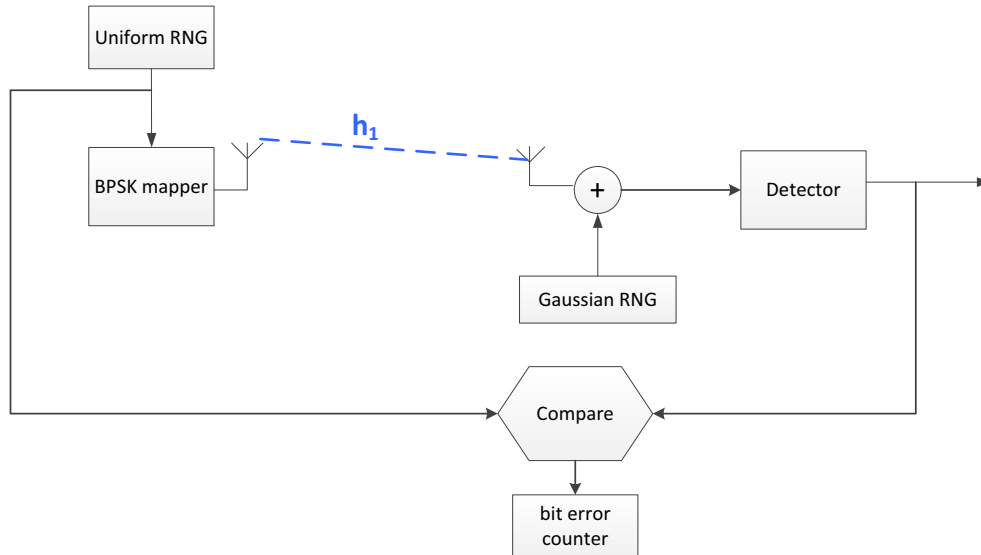 Uniform RNG
h₁
BPSK mapper
+
Detector
Gaussian RNG
Compare
bit error
counter